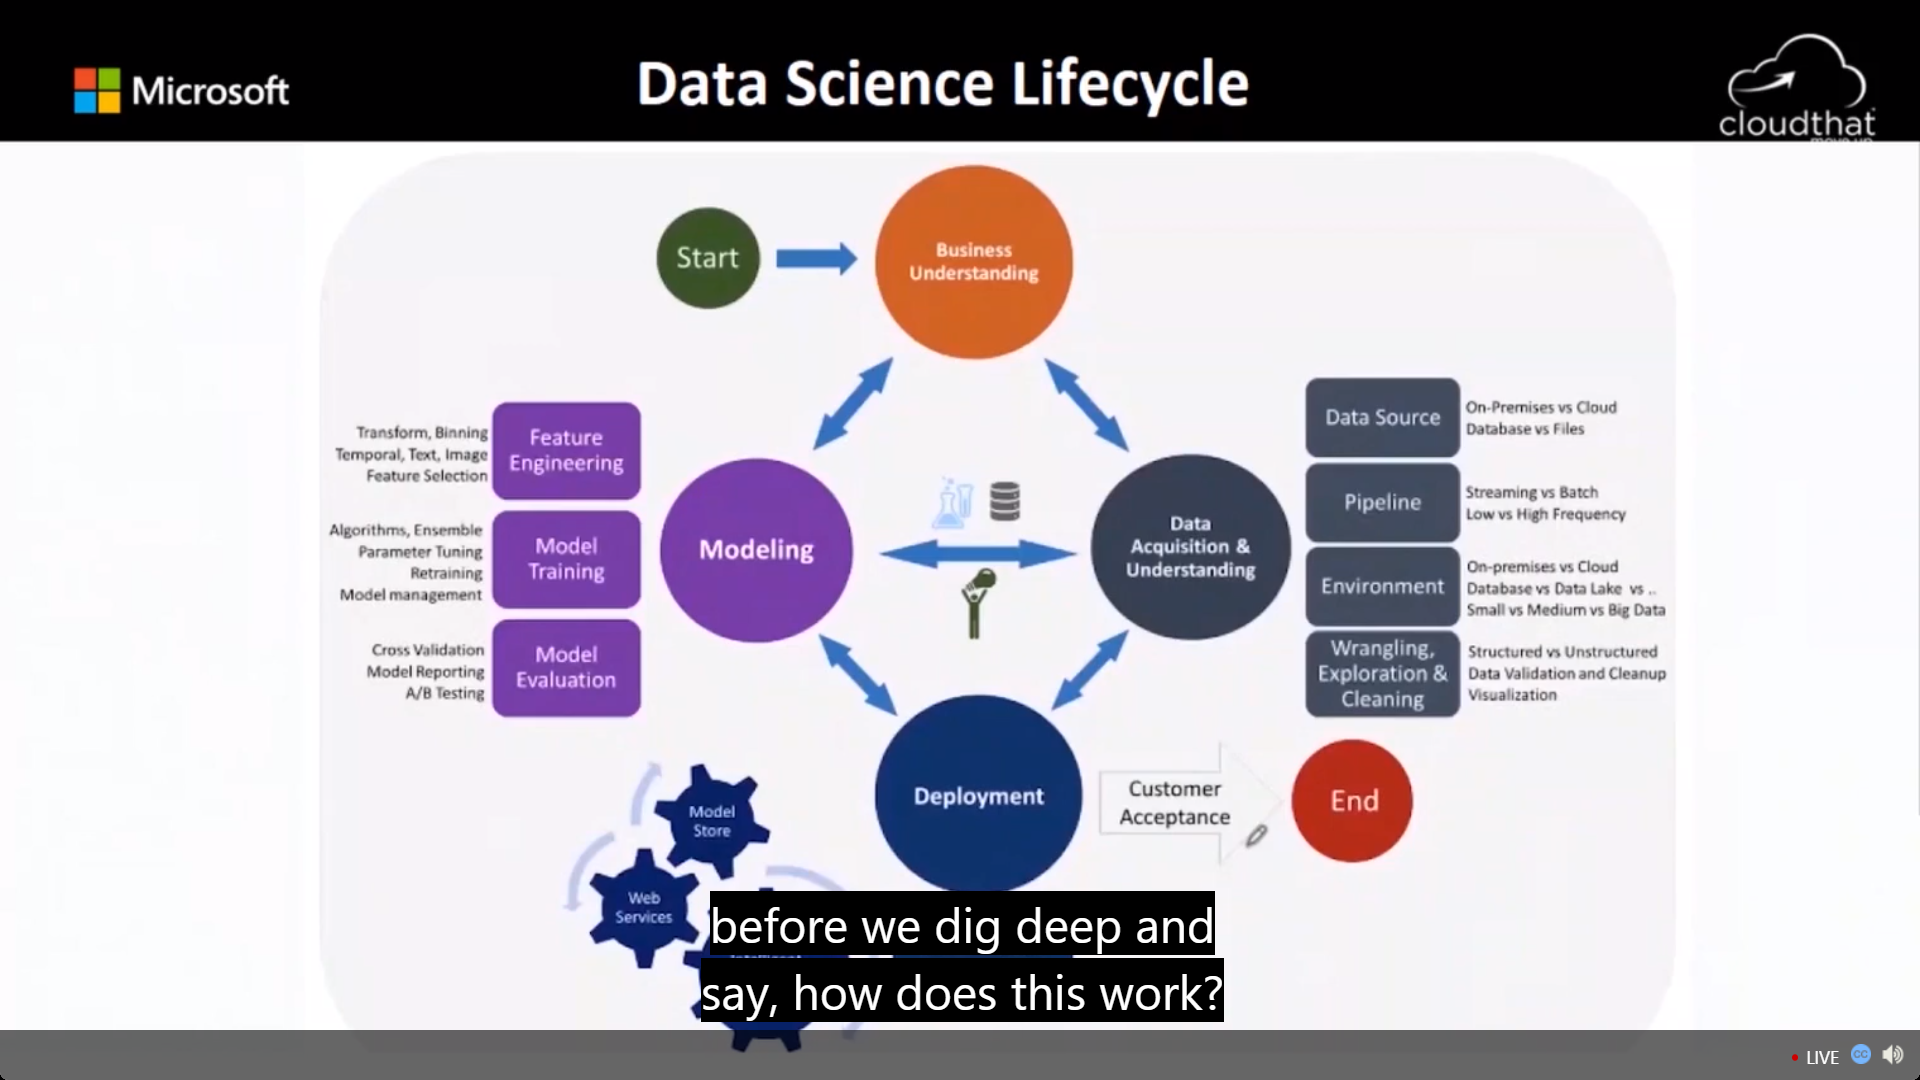 Microsoft
Data Science Lifecycle
cloudthat
Start
Business
Understanding
Transform, Binning
Temporal, Text, Image
Feature Selection
Feature
Engineering
Algorithms, Ensemble
Parameter Tuning
Retraining
Model management
Model
Training
Cross Validation
Model Reporting
A/B Testing
Model
Evaluation
Modeling
Data
Acquisition &
Understanding
Data Source
On-Premises vs Cloud
Database vs Files
Pipeline
Streaming vs Batch
Low vs High Frequency
Environment
On-premises vs Cloud
Database vs Data Lake vs ..
Small vs Medium vs Big Data
Wrangling,
Exploration &
Cleaning
Structured vs Unstructured
Data Validation and Cleanup
Visualization
Deployment
Customer
Acceptance
End
Model
Store
Web
Services
before we dig deep and
say, how does this work?
LIVE
CC